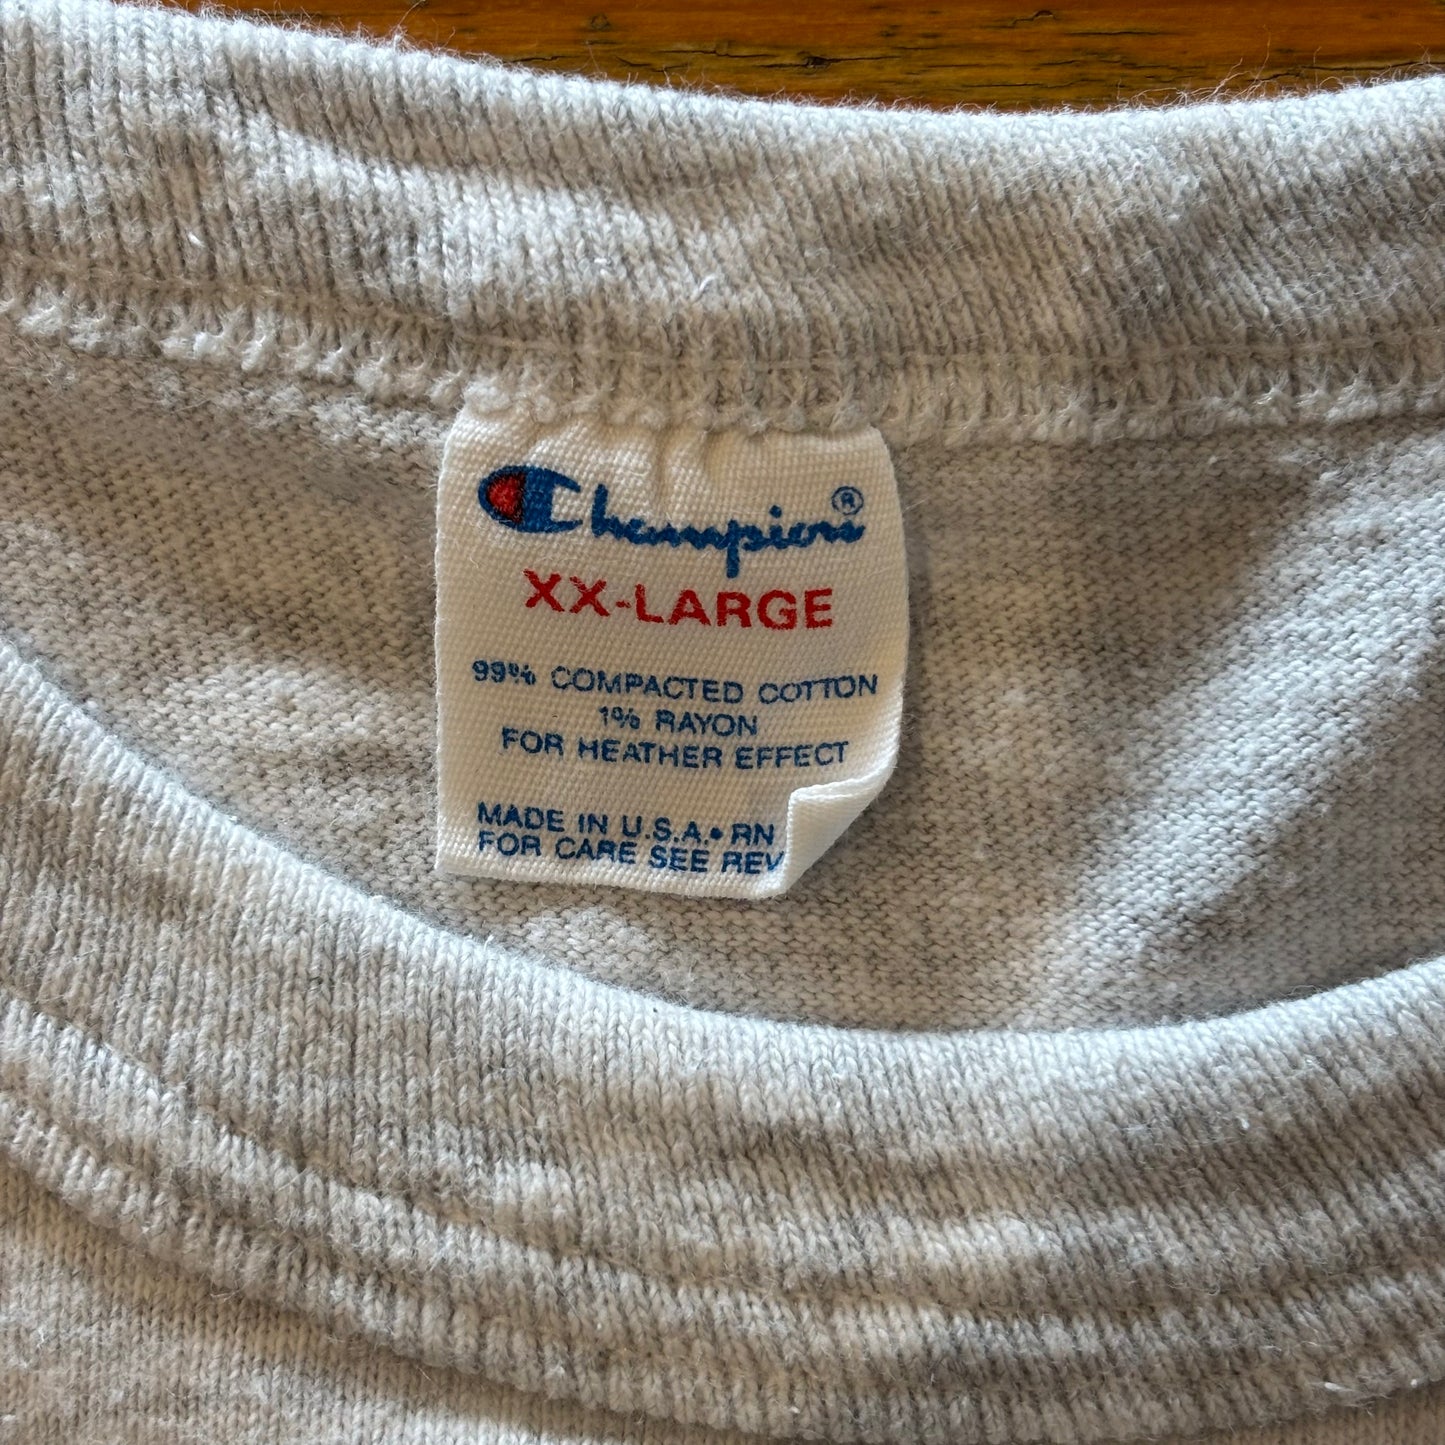 Champion®
XX-LARGE
99% COMPACTED COTTON
1% RAYON
FOR HEATHER EFFECT
MADE IN U.S.A.• RN
FOR CARE SEE REV